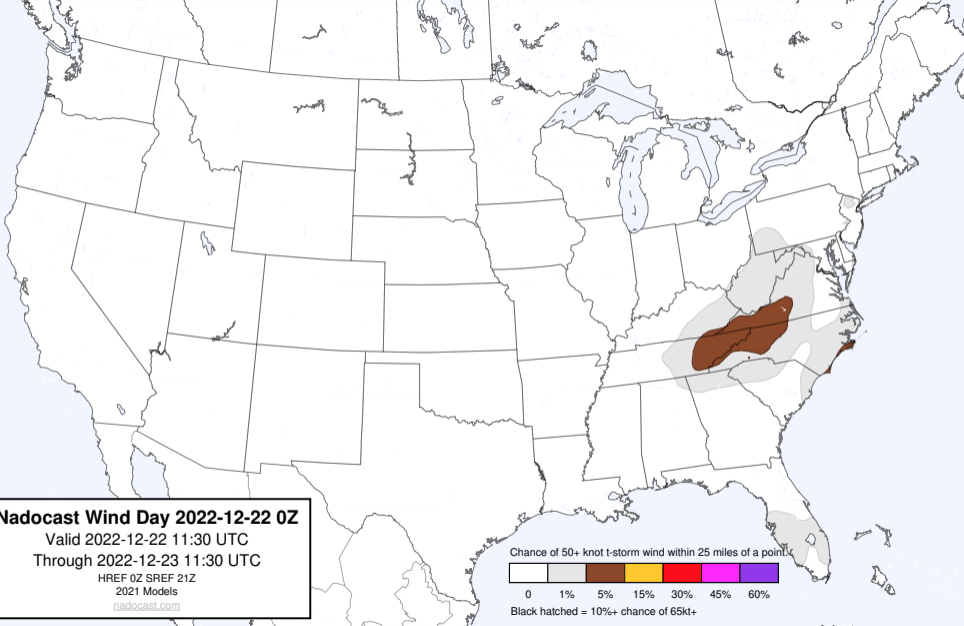 Nadocast Wind Day 2022-12-22 0Z
Valid 2022-12-22 11:30 UTC
Through 2022-12-23 11:30 UTC
HREF 0Z SREF 21Z
2021 Models
nadocast.com
Chance of 50+ knot t-storm wind within 25 miles of a point.
0 1% 5% 15% 30% 45% 60%
Black hatched = 10%+ chance of 65kt+